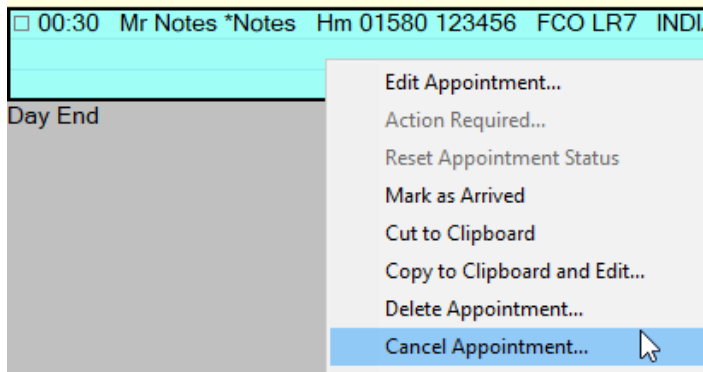 00:30 Mr Notes *Notes Hm 01580 123456 FCO LR7 INDI
Edit Appointment...
Day End
Action Required...
Reset Appointment Status
Mark as Arrived
Cut to Clipboard
Copy to Clipboard and Edit...
Delete Appointment...
Cancel Appointment...